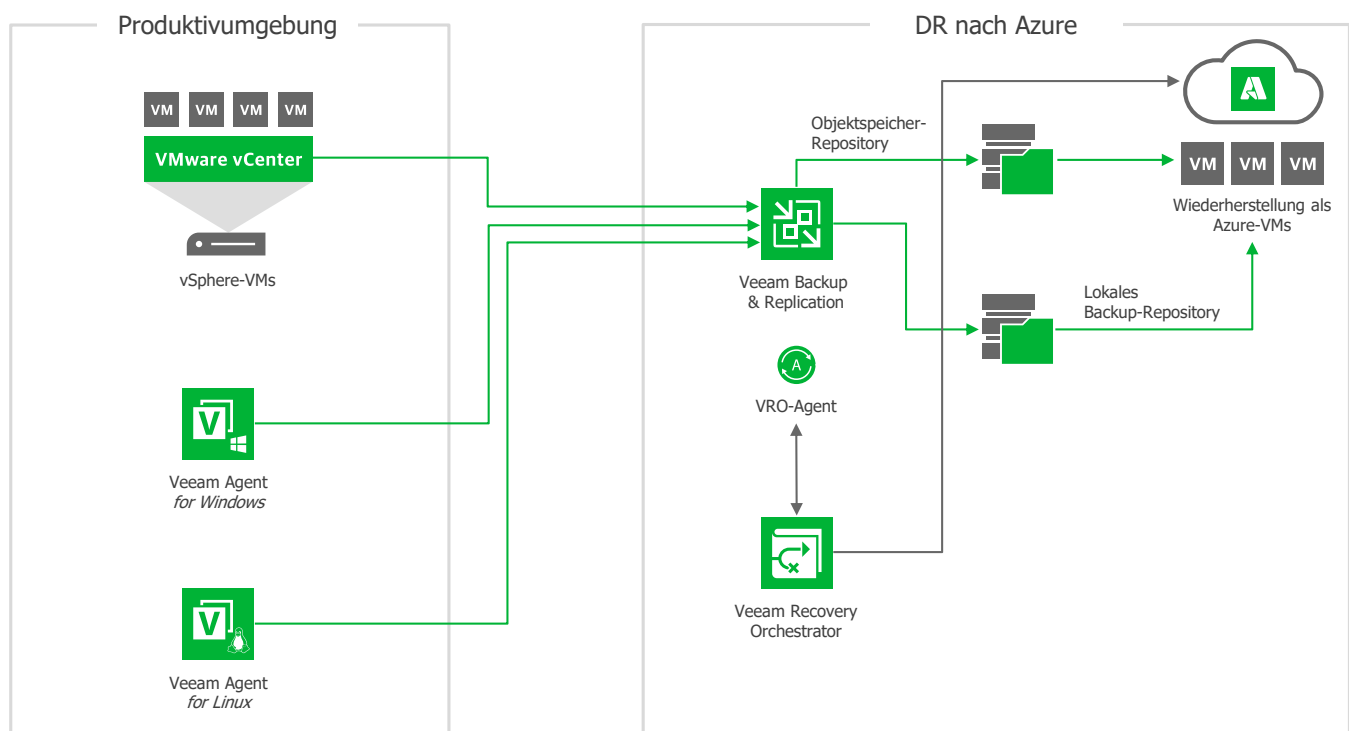 Produktivumgebung
VM VM VM VM
VMware vCenter
vSphere-VMs
V
Veeam Agent
for Windows
V
Veeam Agent
for Linux
DR nach Azure
Objektspeicher-
Repository
VM VM VM
Wiederherstellung als
Azure-VMs
Veeam Backup
& Replication
Lokales
Backup-Repository
A
VRO-Agent
Veeam Recovery
Orchestrator